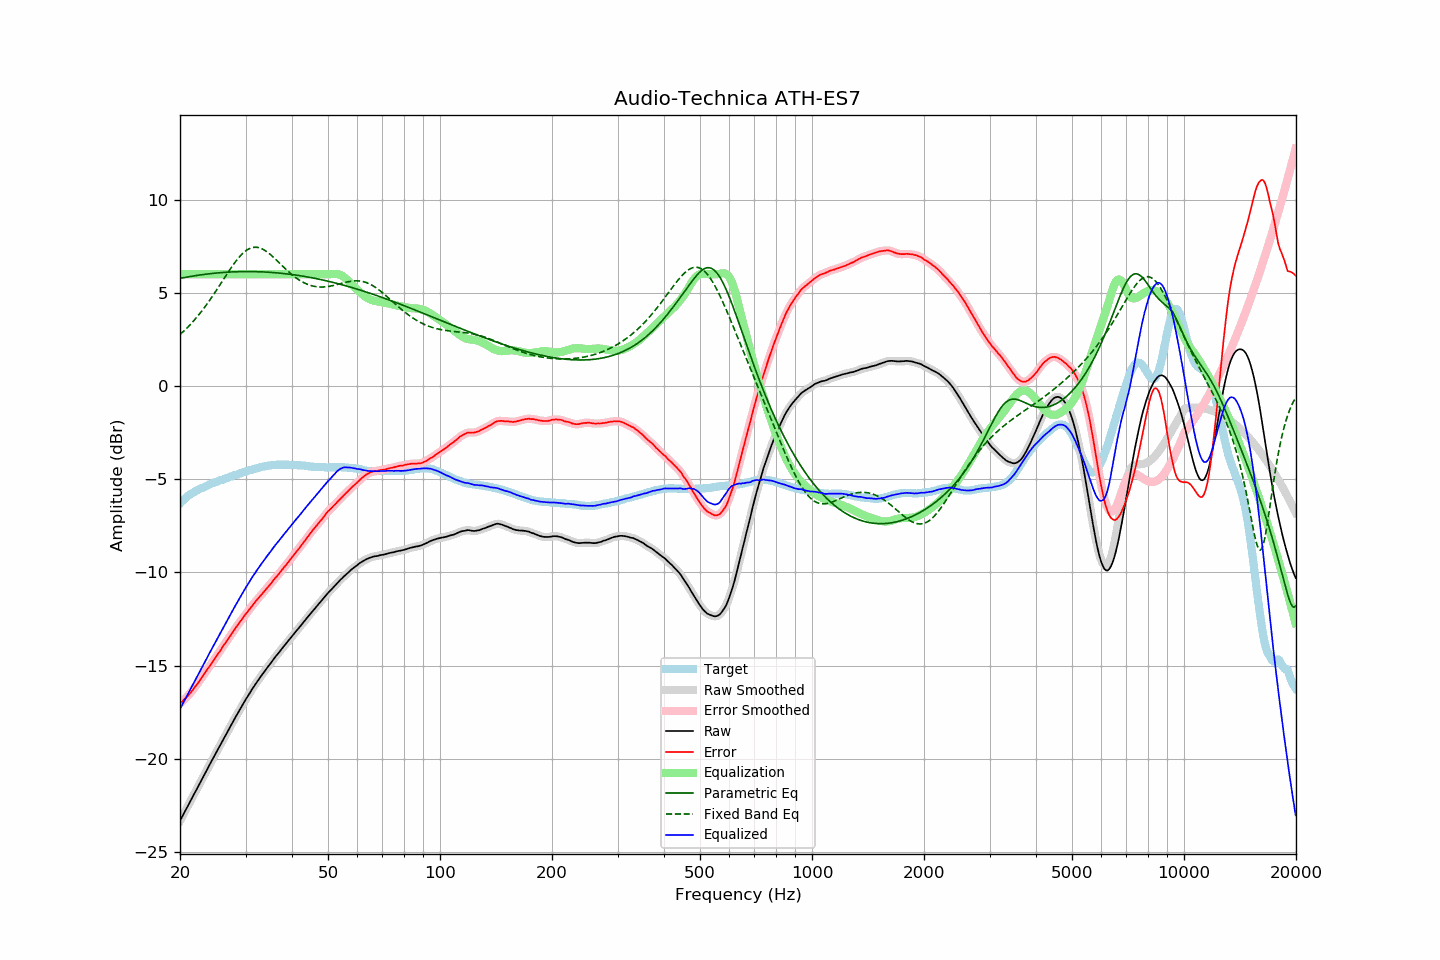 Audio-Technica ATH-ES7
Amplitude (dBr)
10
5
0
−5
−10
−15
−20
−25
Target
Raw Smoothed
Error Smoothed
Raw
Error
Equalization
Parametric Eq
Fixed Band Eq
Equalized
20 50 100 200 500 1000 2000 5000 10000 20000
Frequency (Hz)